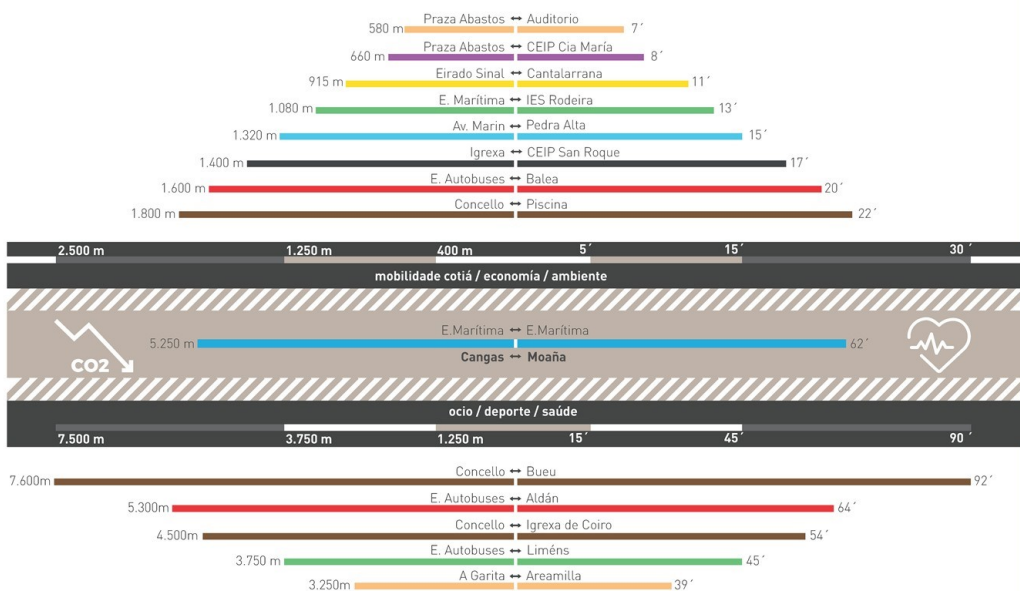 Praza Abastos ↔ Auditorio
580 m 7´
Praza Abastos ↔ CEIP Cia María
660 m 8´
Eirado Sinal ↔ Cantalarrana
915 m 11´
E. Marítima ↔ IES Rodeira
1.080 m 13´
Av. Marin ↔ Pedra Alta
1.320 m 15´
Igrexa ↔ CEIP San Roque
1.400 m 17´
E. Autobuses ↔ Balea
1.600 m 20´
Concello ↔ Piscina
1.800 m 22´
2.500 m 1.250 m 400 m 5´ 15´ 30´
mobilidade cotiá / economía / ambiente
E.Marítima ↔ E.Marítima
5.250 m 62´
CO2
Cangas ↔ Moaña
ocio / deporte / saúde
7.500 m 3.750 m 1.250 m 15´ 45´ 90´
Concello ↔ Bueu
7.600m 92´
E. Autobuses ↔ Aldán
5.300m 64´
Concello ↔ Igrexa de Coiro
4.500m 54´
E. Autobuses ↔ Liméns
3.750 m 45´
A Garita ↔ Areamilla
3.250m 39´